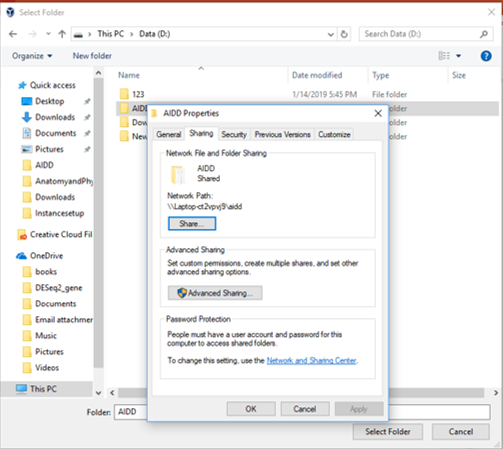 Select Folder
This PC > Data (D:)
Search Data (D:)
Organize
New folder
Quick access
Desktop
Downloads
Documents
Pictures
AIDD
AnatomyandPhy
Downloads
Instancesetup
Creative Cloud Fil
OneDrive
books
DESeq2_gene
Documents
Email attachmen
Music
Pictures
Videos
This PC
Name
Date modified
Type
Size
123
1/14/2019 5:45 PM
File folder
AIDD
File folder
Dow
File folder
New
File folder
AIDD Properties
General
Sharing
Security
Previous Versions
Customize
Network File and Folder Sharing
AIDD
Shared
Network Path:
\\Laptop-ct2vpvj9\aidd
Share...
Advanced Sharing
Set custom permissions, create multiple shares, and set other
advanced sharing options.
Advanced Sharing...
Password Protection
People must have a user account and password for this
computer to access shared folders.
To change this setting, use the Network and Sharing Center.
OK
Cancel
Apply
Folder:
AIDD
Select Folder
Cancel